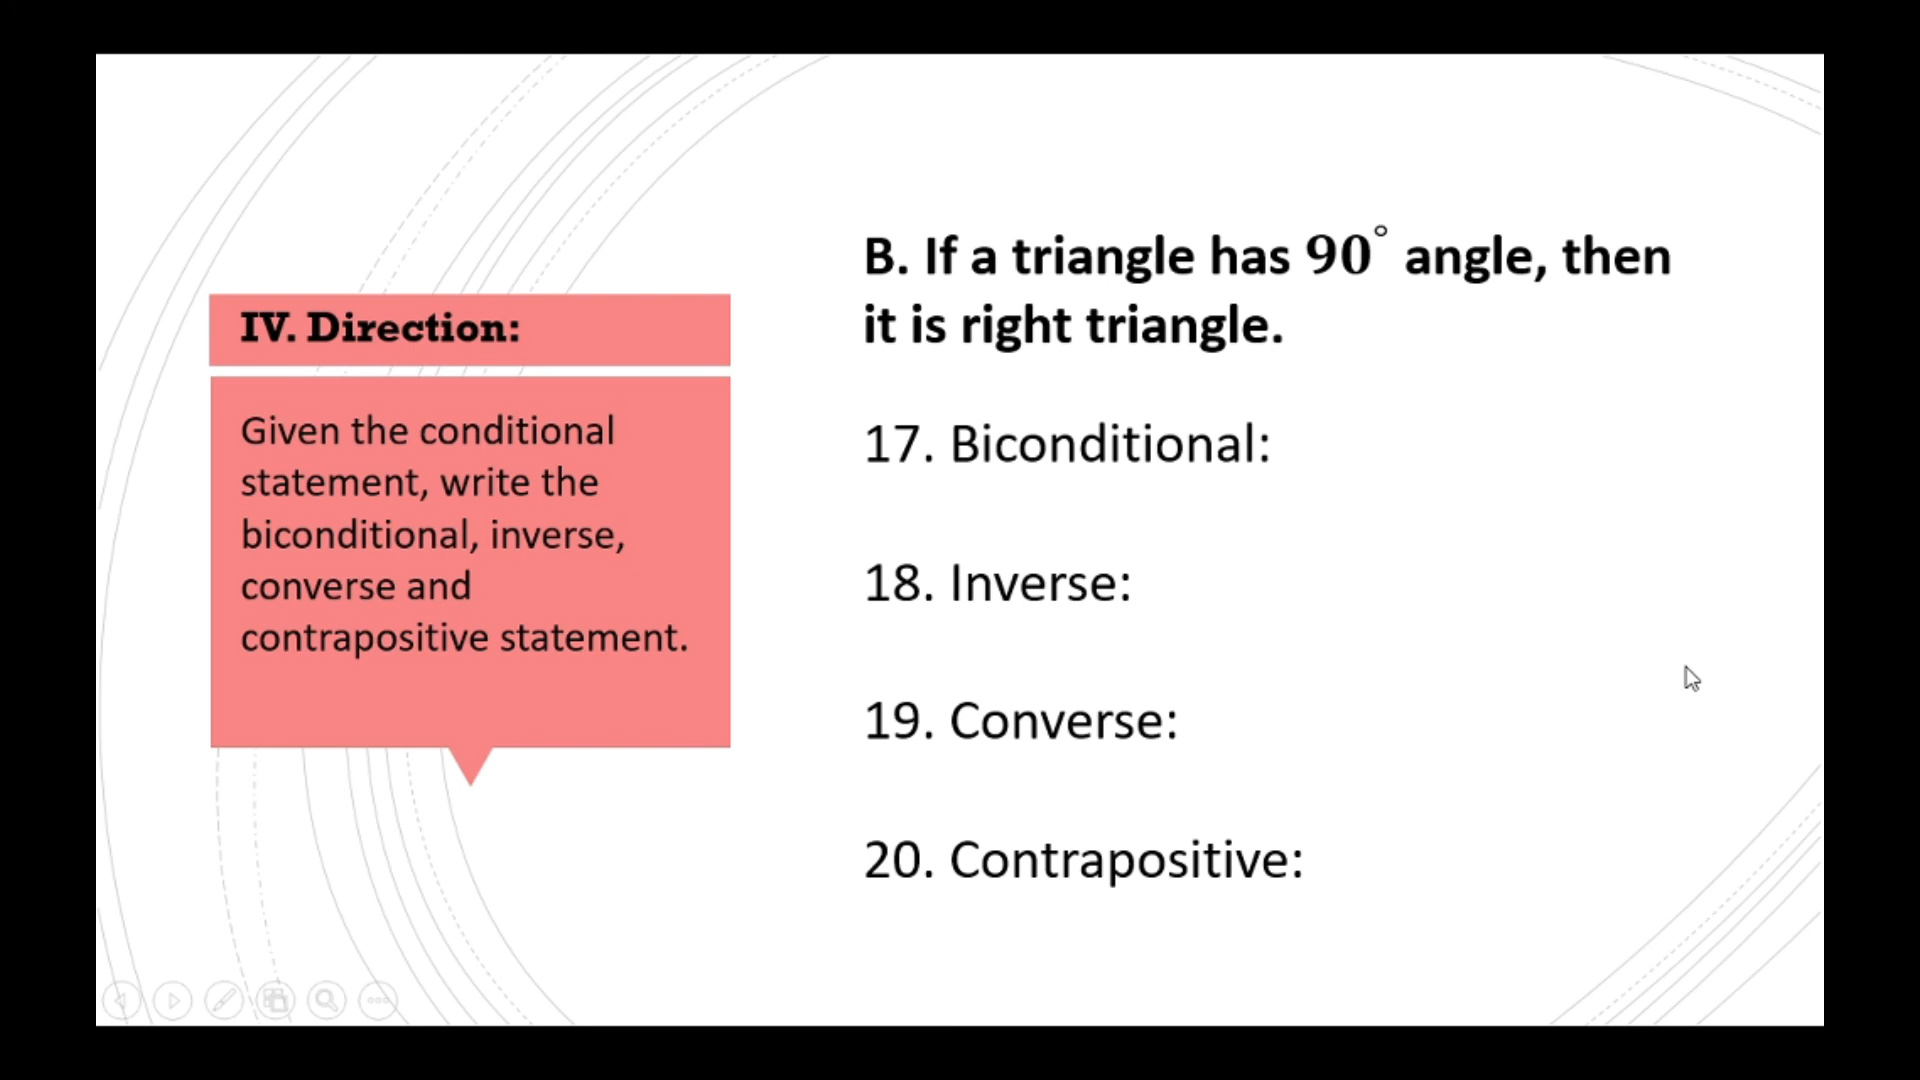 IV. Direction:
Given the conditional
statement, write the
biconditional, inverse,
converse and
contrapositive statement.
B. If a triangle has 90° angle, then
it is right triangle.
17. Biconditional:
18. Inverse:
19. Converse:
20. Contrapositive: